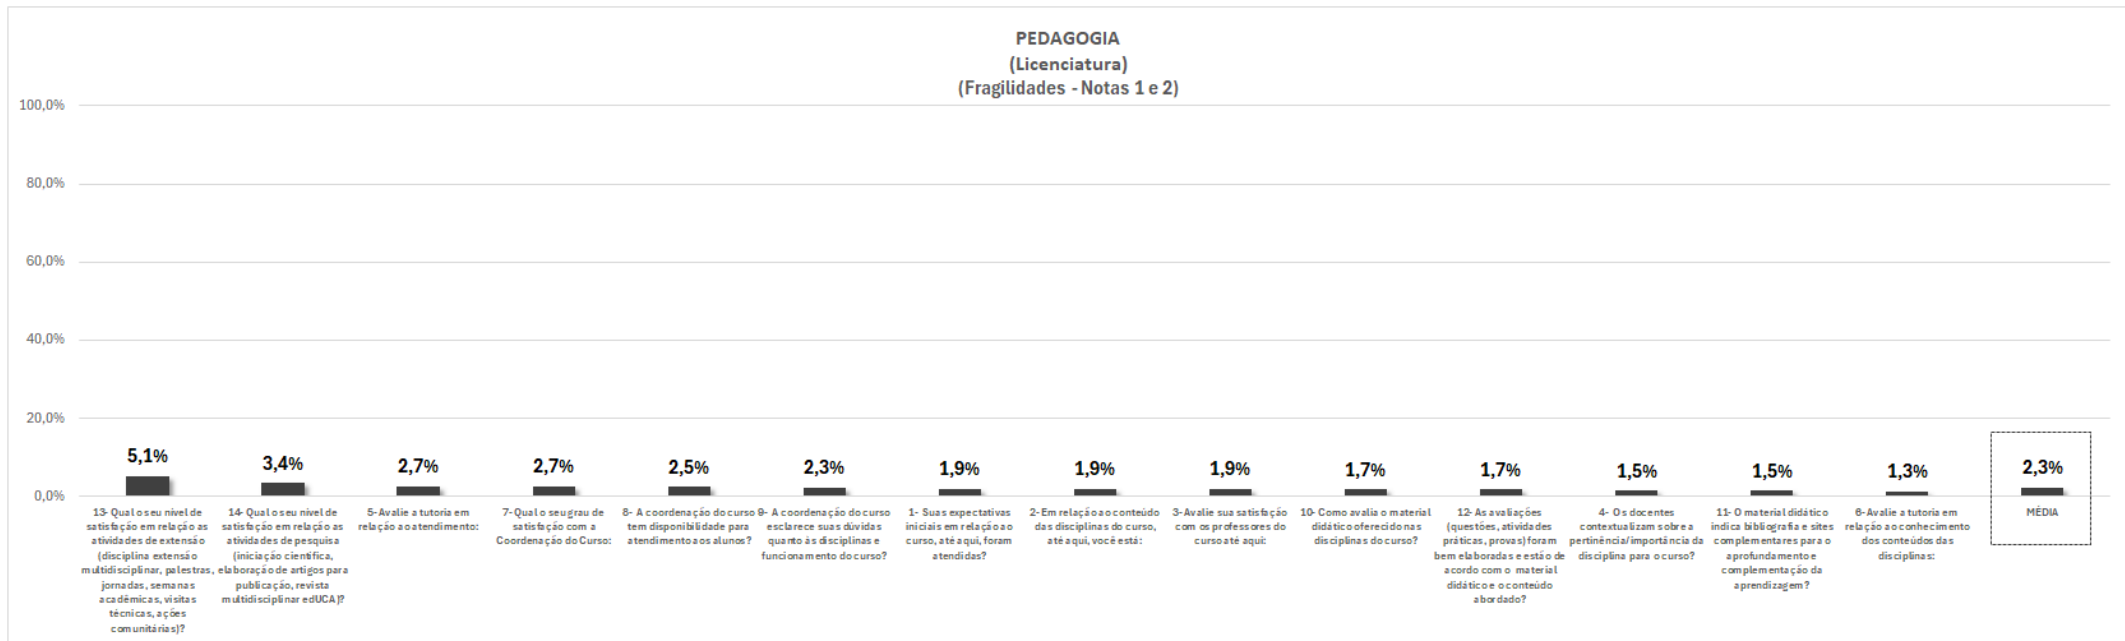 PEDAGOGIA
(Licenciatura)
(Fragilidades - Notas 1 e 2)
100,0%
80,0%
60,0%
40,0%
20,0%
0,0%
5,1%
3,4%
2,7%
2,7%
2,5%
2,3%
1,9%
1,9%
1,9%
1,7%
1,7%
1,5%
1,5%
1,3%
2,3%
13- Qual o seu nível de
satisfação em relação as
atividades de extensão
(disciplina extensão
multidisciplinar, palestras,
jornadas, semanas
acadêmicas, visitas
técnicas, ações
comunitárias)?
14- Qual o seu nível de
satisfação em relação as
atividades de pesquisa
(iniciação científica,
elaboração de artigos para
publicação, revista
multidisciplinar edUCA)?
5-Avalie a tutoria em
relação ao atendimento:
7-Qual o seu grau de
satisfação com a
Coordenação do Curso:
8- A coordenação do curso
tem disponibilidade para
atendimento aos alunos?
9- A coordenação do curso
esclarece suas dúvidas
quanto às disciplinas e
funcionamento do curso?
1- Suas expectativas
iniciais em relação ao
curso, até aqui, foram
atendidas?
2-Em relação ao conteúdo
das disciplinas do curso,
até aqui, você está:
3-Avalie sua satisfação
com os professores do
curso até aqui:
10- Como avalia o material
didático oferecido nas
disciplinas do curso?
12- As avaliações
(questões, atividades
práticas, provas) foram
bem elaboradas e estão de
acordo com o material
didático e o conteúdo
abordado?
4- Os docentes
contextualizam sobre a
pertinência/importância da
disciplina para o curso?
11- O material didático
indica bibliografia e sites
complementares para o
aprofundamento e
complementação da
aprendizagem?
6-Avalie a tutoria em
relação ao conhecimento
dos conteúdos das
disciplinas:
MÉDIA